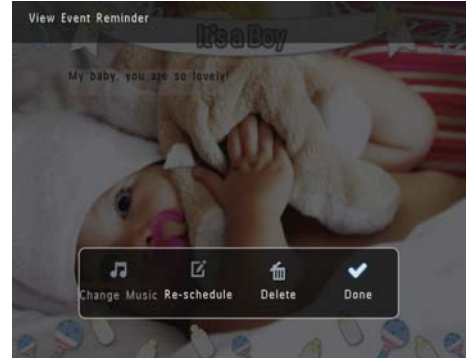 View Event Reminder
It's a Boy
My baby, you are so lovely!
Change Music Re-schedule Delete Done